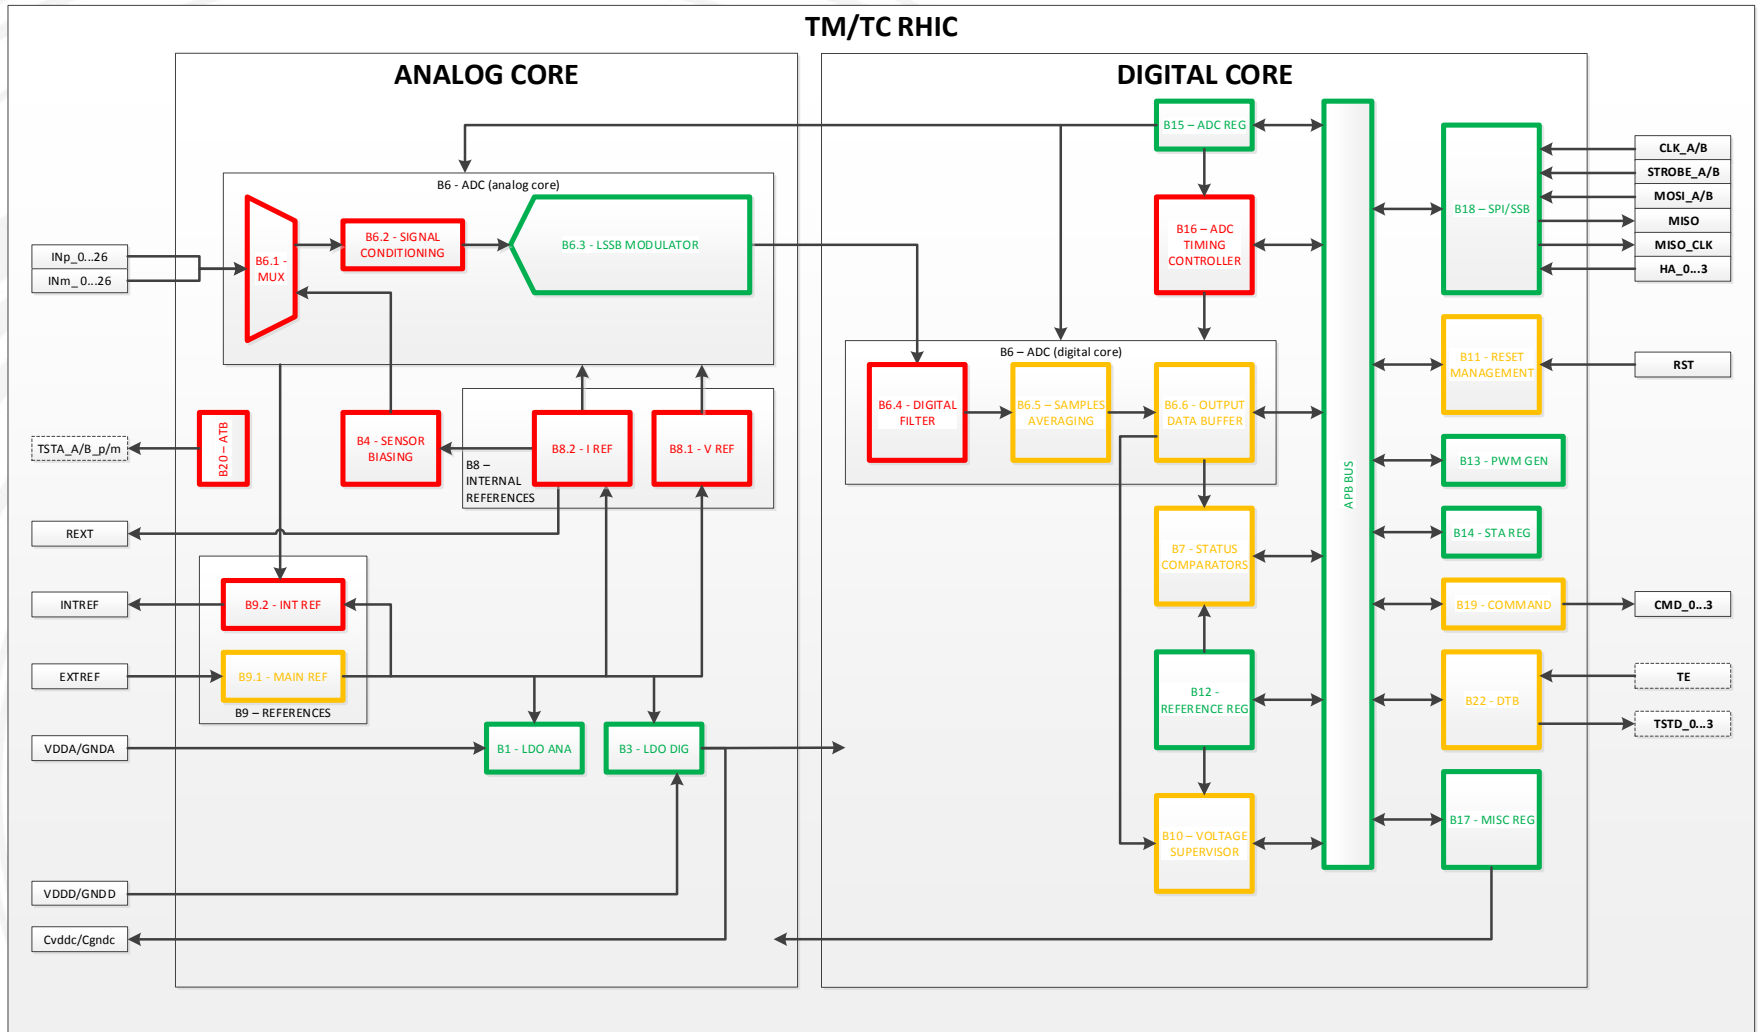 TM/TC RHIC
ANALOG CORE
DIGITAL CORE
B15 – ADC REG
B6 - ADC (analog core)
B6.1 -
MUX
B6.2 - SIGNAL
CONDITIONING
B6.3 - LSSB MODULATOR
INp_0...26
INm_ 0...26
B16 – ADC
TIMING
CONTROLLER
B18 – SPI/SSB
CLK_A/B
STROBE_A/B
MOSI_A/B
MISO
MISO_CLK
HA_0...3
B6 – ADC (digital core)
B6.4 - DIGITAL
FILTER
B6.5 – SAMPLES
AVERAGING
B6.6 - OUTPUT
DATA BUFFER
B11 - RESET
MANAGEMENT
RST
TSTA_A/B_p/m
B20 – ATB
B4 - SENSOR
BIASING
B8.2 - I REF
B8.1 - V REF
B8 –
INTERNAL
REFERENCES
APB BUS
B13 – PWM GEN
REXT
B7 - STATUS
COMPARATORS
B14 - STA REG
INTREF
B9.2 - INT REF
B19 - COMMAND
CMD_0...3
EXTREF
B9.1 - MAIN REF
B9 – REFERENCES
B12 -
REFERENCE REG
B22 - DTB
TE
TSTD_0...3
VDDA/GNDA
B1 - LDO ANA
B3 - LDO DIG
B10 – VOLTAGE
SUPERVISOR
B17 - MISC REG
VDDD/GNDD
Cvddc/Cgndc